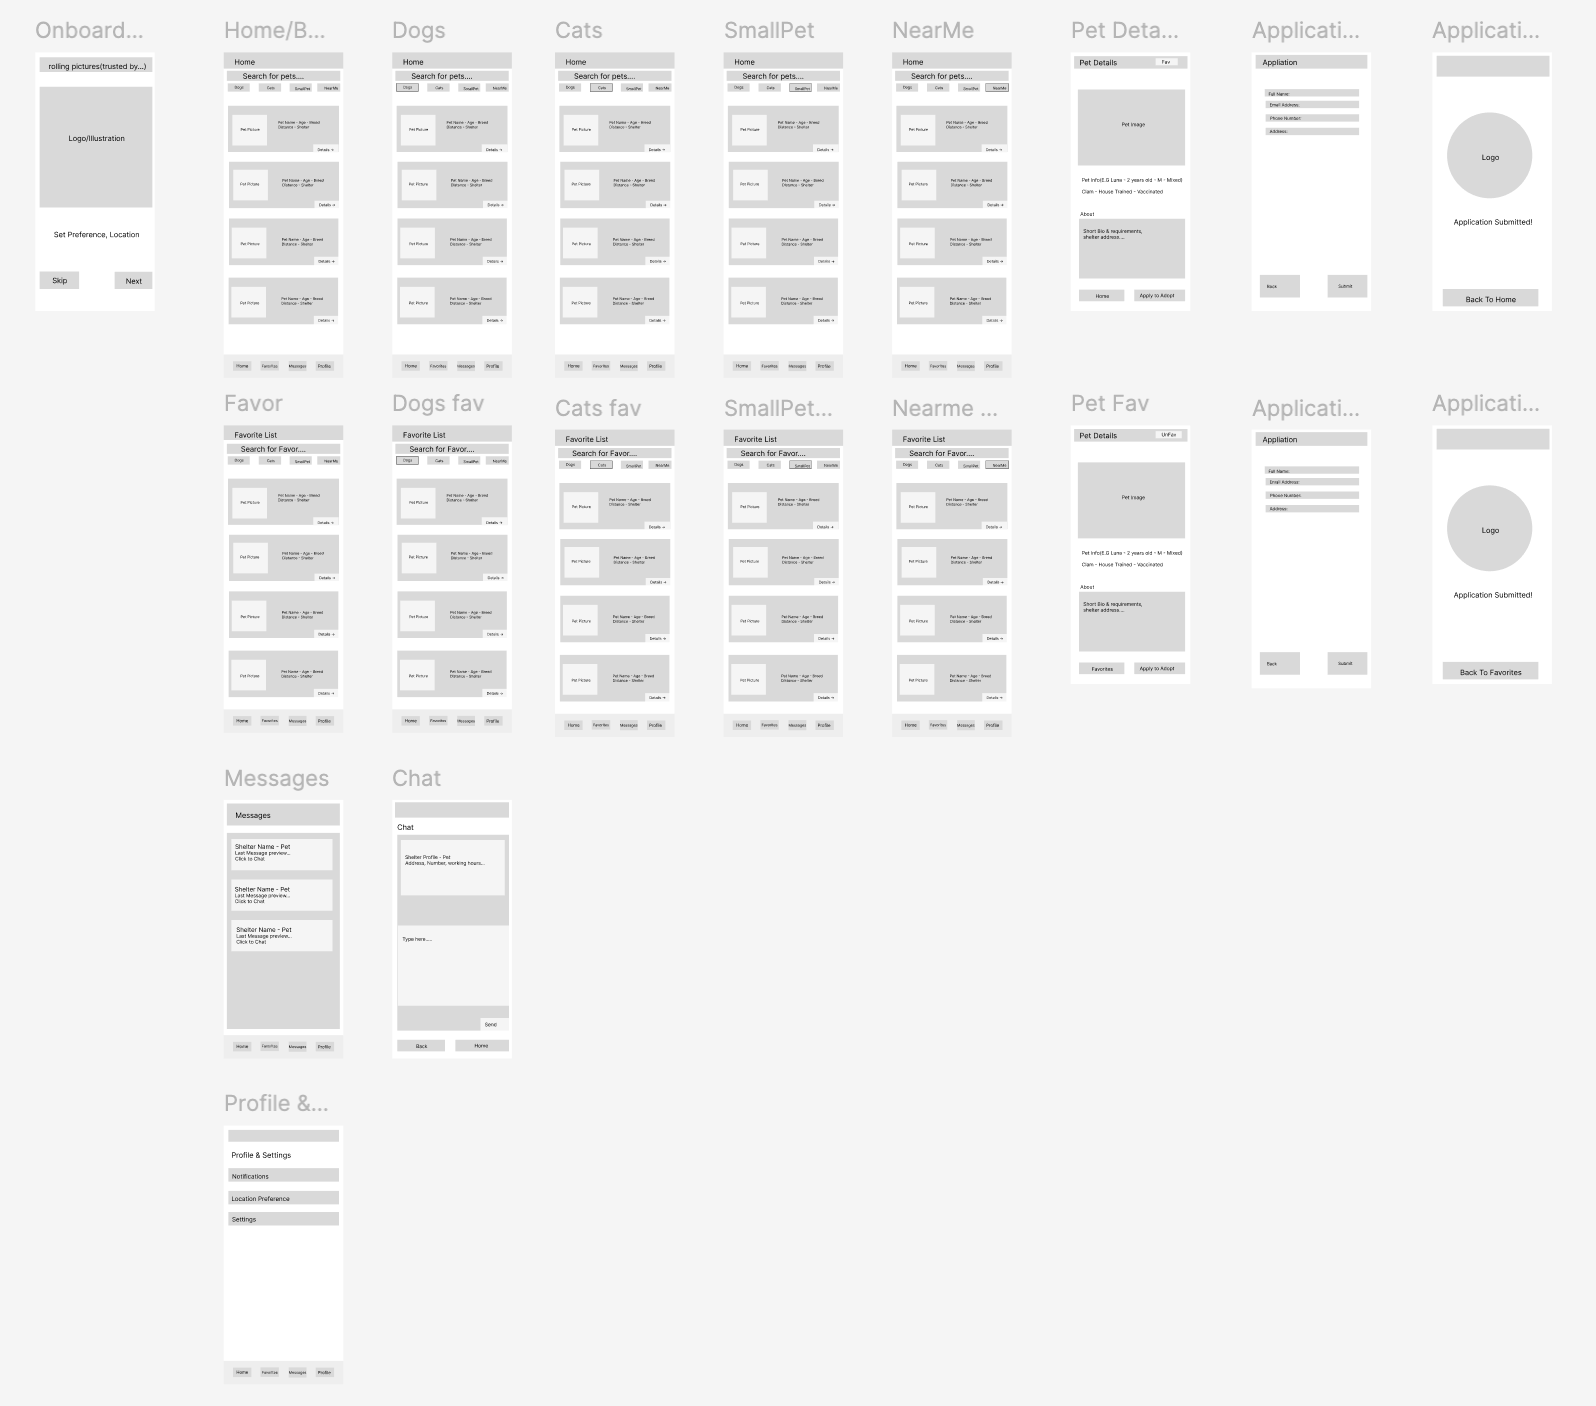 Onboard...
Home/B...
Dogs
Cats
SmallPet
NearMe
Pet Deta...
Applicati...
Applicati...
rolling pictures(trusted by...)
Logo/Illustration
Set Preference, Location
Skip
Next
Home
Search for pets....
Dogs
Cats
SmallPet
NearMe
Pet Picture
Pet Name - Age - Breed
Distance - Shelter
Details ->
Pet Picture
Pet Name - Age - Breed
Distance - Shelter
Details ->
Pet Picture
Pet Name - Age - Breed
Distance - Shelter
Details ->
Pet Picture
Pet Name - Age - Breed
Distance - Shelter
Details ->
Home
Favorites
Messages
Profile
Home
Search for pets....
Dogs
Cats
SmallPet
NearMe
Pet Picture
Pet Name - Age - Breed
Distance - Shelter
Details ->
Pet Picture
Pet Name - Age - Breed
Distance - Shelter
Details ->
Pet Picture
Pet Name - Age - Breed
Distance - Shelter
Details ->
Pet Picture
Pet Name - Age - Breed
Distance - Shelter
Details ->
Home
Favorites
Messages
Profile
Home
Search for pets....
Dogs
Cats
SmallPet
NearMe
Pet Picture
Pet Name - Age - Breed
Distance - Shelter
Details ->
Pet Picture
Pet Name - Age - Breed
Distance - Shelter
Details ->
Pet Picture
Pet Name - Age - Breed
Distance - Shelter
Details ->
Pet Picture
Pet Name - Age - Breed
Distance - Shelter
Details ->
Home
Favorites
Messages
Profile
Home
Search for pets....
Dogs
Cats
SmallPet
NearMe
Pet Picture
Pet Name - Age - Breed
Distance - Shelter
Details ->
Pet Picture
Pet Name - Age - Breed
Distance - Shelter
Details ->
Pet Picture
Pet Name - Age - Breed
Distance - Shelter
Details ->
Pet Picture
Pet Name - Age - Breed
Distance - Shelter
Details ->
Home
Favorites
Messages
Profile
Home
Search for pets....
Dogs
Cats
SmallPet
NearMe
Pet Picture
Pet Name - Age - Breed
Distance - Shelter
Details ->
Pet Picture
Pet Name - Age - Breed
Distance - Shelter
Details ->
Pet Picture
Pet Name - Age - Breed
Distance - Shelter
Details ->
Pet Picture
Pet Name - Age - Breed
Distance - Shelter
Details ->
Home
Favorites
Messages
Profile
Pet Details
Fav
Pet Image
Pet Info(E.G Luna - 2 years old - M - Mixed)
Clam - House Trained - Vaccinated
About
Short Bio & requirements,
shelter address....
Home
Apply to Adopt
Appliation
Full Name:
Email Address:
Phone Number:
Address:
Back
Submit
Logo
Application Submitted!
Back To Home
Favor
Dogs fav
Cats fav
SmallPet...
Nearme ...
Pet Fav
Applicati...
Applicati...
Favorite List
Search for Favor....
Dogs
Cats
SmallPet
NearMe
Pet Picture
Pet Name - Age - Breed
Distance - Shelter
Details ->
Pet Picture
Pet Name - Age - Breed
Distance - Shelter
Details ->
Pet Picture
Pet Name - Age - Breed
Distance - Shelter
Details ->
Pet Picture
Pet Name - Age - Breed
Distance - Shelter
Details ->
Home
Favorites
Messages
Profile
Favorite List
Search for Favor....
Dogs
Cats
SmallPet
NearMe
Pet Picture
Pet Name - Age - Breed
Distance - Shelter
Details ->
Pet Picture
Pet Name - Age - Breed
Distance - Shelter
Details ->
Pet Picture
Pet Name - Age - Breed
Distance - Shelter
Details ->
Pet Picture
Pet Name - Age - Breed
Distance - Shelter
Details ->
Home
Favorites
Messages
Profile
Favorite List
Search for Favor....
Dogs
Cats
SmallPet
NearMe
Pet Picture
Pet Name - Age - Breed
Distance - Shelter
Details ->
Pet Picture
Pet Name - Age - Breed
Distance - Shelter
Details ->
Pet Picture
Pet Name - Age - Breed
Distance - Shelter
Details ->
Pet Picture
Pet Name - Age - Breed
Distance - Shelter
Details ->
Home
Favorites
Messages
Profile
Favorite List
Search for Favor....
Dogs
Cats
SmallPet
NearMe
Pet Picture
Pet Name - Age - Breed
Distance - Shelter
Details ->
Pet Picture
Pet Name - Age - Breed
Distance - Shelter
Details ->
Pet Picture
Pet Name - Age - Breed
Distance - Shelter
Details ->
Pet Picture
Pet Name - Age - Breed
Distance - Shelter
Details ->
Home
Favorites
Messages
Profile
Favorite List
Search for Favor....
Dogs
Cats
SmallPet
NearMe
Pet Picture
Pet Name - Age - Breed
Distance - Shelter
Details ->
Pet Picture
Pet Name - Age - Breed
Distance - Shelter
Details ->
Pet Picture
Pet Name - Age - Breed
Distance - Shelter
Details ->
Pet Picture
Pet Name - Age - Breed
Distance - Shelter
Details ->
Home
Favorites
Messages
Profile
Pet Details
UnFav
Pet Image
Pet Info(E.G Luna - 2 years old - M - Mixed)
Clam - House Trained - Vaccinated
About
Short Bio & requirements,
shelter address....
Favorites
Apply to Adopt
Appliation
Full Name:
Email Address:
Phone Number:
Address:
Back
Submit
Logo
Application Submitted!
Back To Favorites
Messages
Chat
Messages
Shelter Name - Pet
Last Message preview...
Click to Chat
Shelter Name - Pet
Last Message preview...
Click to Chat
Shelter Name - Pet
Last Message preview...
Click to Chat
Home
Favorites
Messages
Profile
Chat
Shelter Profile - Pet
Address, Number, working hours...
Type here.....
Send
Back
Home
Profile &...
Profile & Settings
Notifications
Location Preference
Settings
Home
Favorites
Messages
Profile